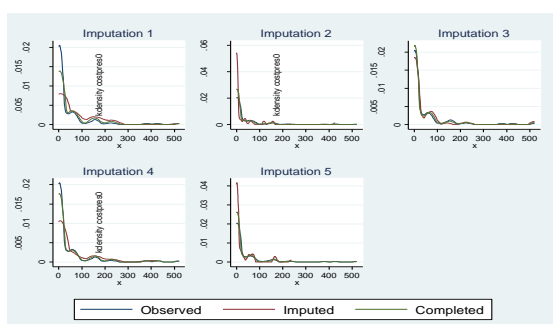 Imputation 1
.02
.015
.01
.005
0
kdensity costpres0
0 100 200 300 400 500
x
Imputation 2
.06
.04
.02
0
kdensity costpres0
0 100 200 300 400 500
x
Imputation 3
.02
.015
.01
.005
0
0 100 200 300 400 500
x
Imputation 4
.02
.015
.01
.005
0
kdensity costpres0
0 100 200 300 400 500
x
Imputation 5
.04
.03
.02
.01
0
0 100 200 300 400 500
x
Observed Imputed Completed